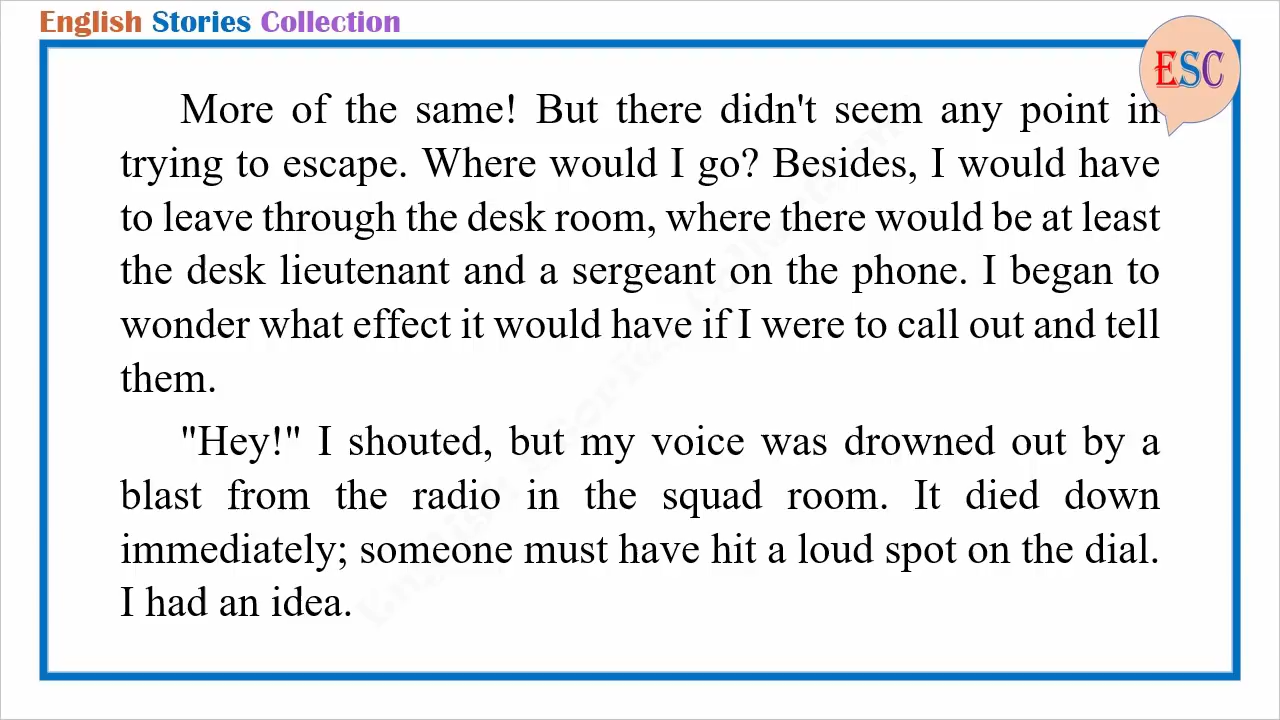 English Stories Collection
ESC
More of the same! But there didn't seem any point in
trying to escape. Where would I go? Besides, I would have
to leave through the desk room, where there would be at least
the desk lieutenant and a sergeant on the phone. I began to
wonder what effect it would have if I were to call out and tell
them.
"Hey!" I shouted, but my voice was drowned out by a
blast from the radio in the squad room. It died down
immediately; someone must have hit a loud spot on the dial.
I had an idea.